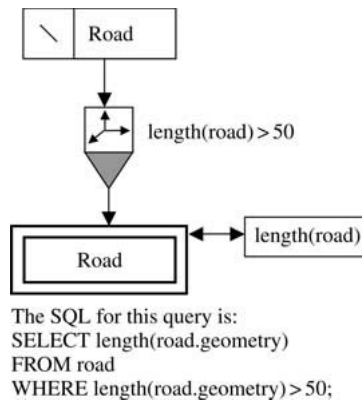 Road
length(road) > 50
length(road)
Road
The SQL for this query is:
SELECT length(road.geometry)
FROM road
WHERE length(road.geometry) > 50;